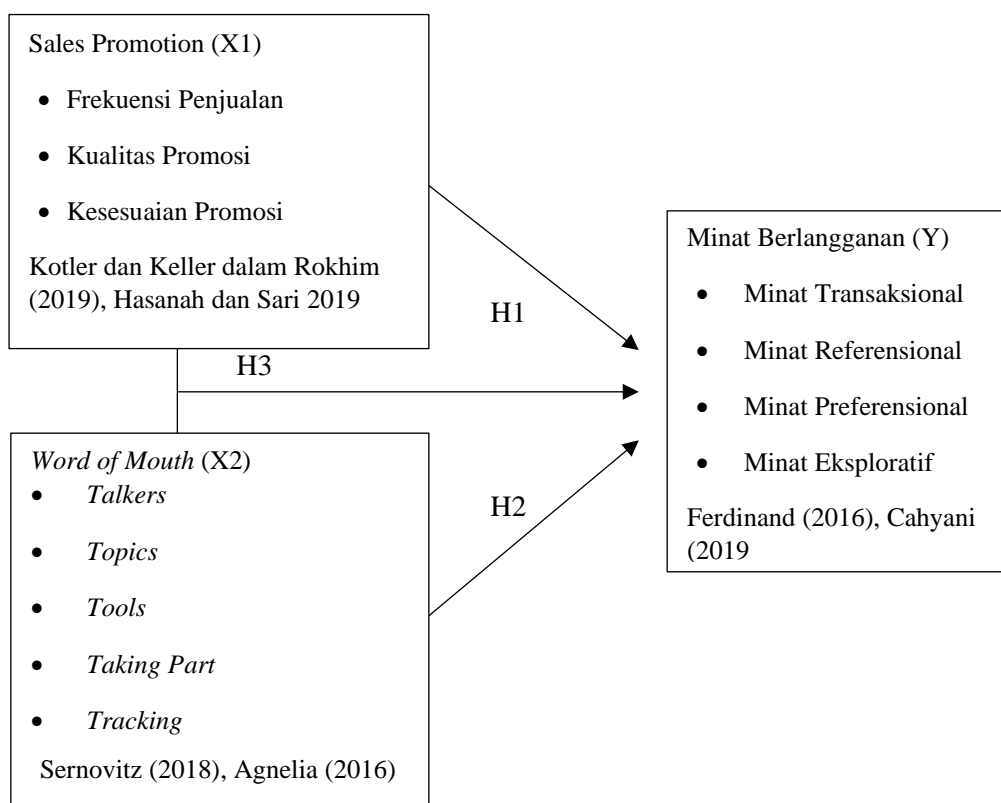 Sales Promotion (X1)
• Frekuensi Penjualan
• Kualitas Promosi
• Kesesuaian Promosi
Kotler dan Keller dalam Rokhim
(2019), Hasanah dan Sari 2019
H1
H3
Minat Berlangganan (Y)
• Minat Transaksional
• Minat Referensional
• Minat Preferensional
• Minat Eksploratif
Ferdinand (2016), Cahyani
(2019
Word of Mouth (X2)
• Talkers
• Topics
• Tools
• Taking Part
• Tracking
Sernovitz (2018), Agnelia (2016)
H2